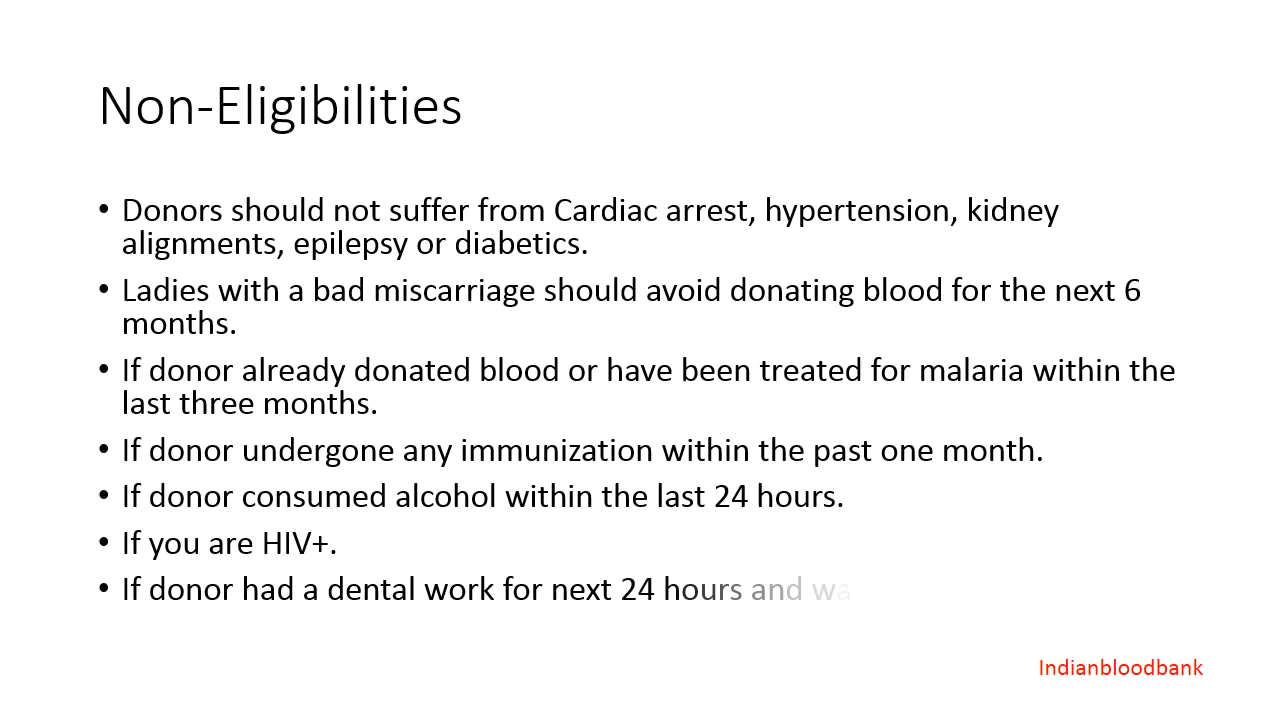 Non-Eligibilities
• Donors should not suffer from Cardiac arrest, hypertension, kidney
alignments, epilepsy or diabetics.
• Ladies with a bad miscarriage should avoid donating blood for the next 6
months.
• If donor already donated blood or have been treated for malaria within the
last three months.
• If donor undergone any immunization within the past one month.
• If donor consumed alcohol within the last 24 hours.
• If you are HIV+.
• If donor had a dental work for next 24 hours and
Indianbloodbank